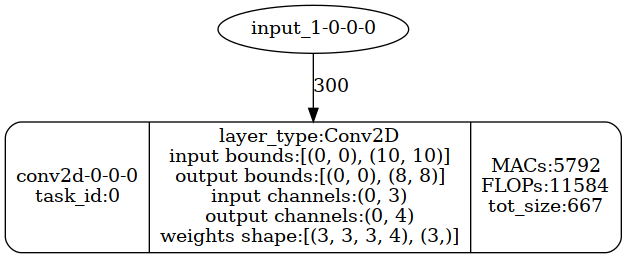 input_1-0-0-0
300
conv2d-0-0-0
task_id:0
layer_type:Conv2D
input bounds:[(0, 0), (10, 10)]
output bounds:[(0, 0), (8, 8)]
input channels:(0, 3)
output channels:(0, 4)
weights shape:[(3, 3, 3, 4), (3,)]
MACs:5792
FLOPs:11584
tot_size:667